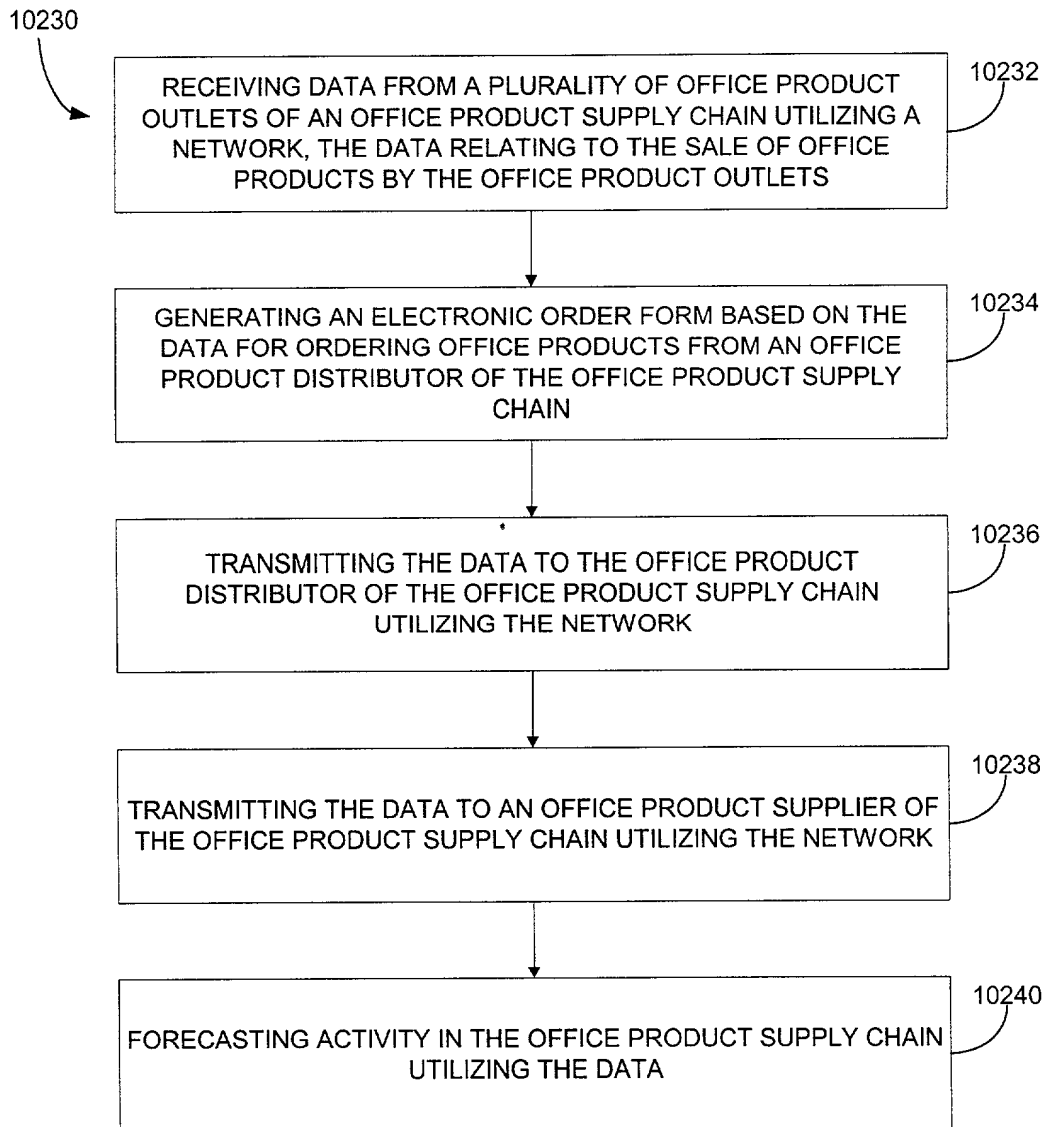 10230
RECEIVING DATA FROM A PLURALITY OF OFFICE PRODUCT
OUTLETS OF AN OFFICE PRODUCT SUPPLY CHAIN UTILIZING A
NETWORK, THE DATA RELATING TO THE SALE OF OFFICE
PRODUCTS BY THE OFFICE PRODUCT OUTLETS
10232
GENERATING AN ELECTRONIC ORDER FORM BASED ON THE
DATA FOR ORDERING OFFICE PRODUCTS FROM AN OFFICE
PRODUCT DISTRIBUTOR OF THE OFFICE PRODUCT SUPPLY
CHAIN
10234
TRANSMITTING THE DATA TO THE OFFICE PRODUCT
DISTRIBUTOR OF THE OFFICE PRODUCT SUPPLY CHAIN
UTILIZING THE NETWORK
10236
TRANSMITTING THE DATA TO AN OFFICE PRODUCT SUPPLIER OF
THE OFFICE PRODUCT SUPPLY CHAIN UTILIZING THE NETWORK
10238
FORECASTING ACTIVITY IN THE OFFICE PRODUCT SUPPLY CHAIN
UTILIZING THE DATA
10240